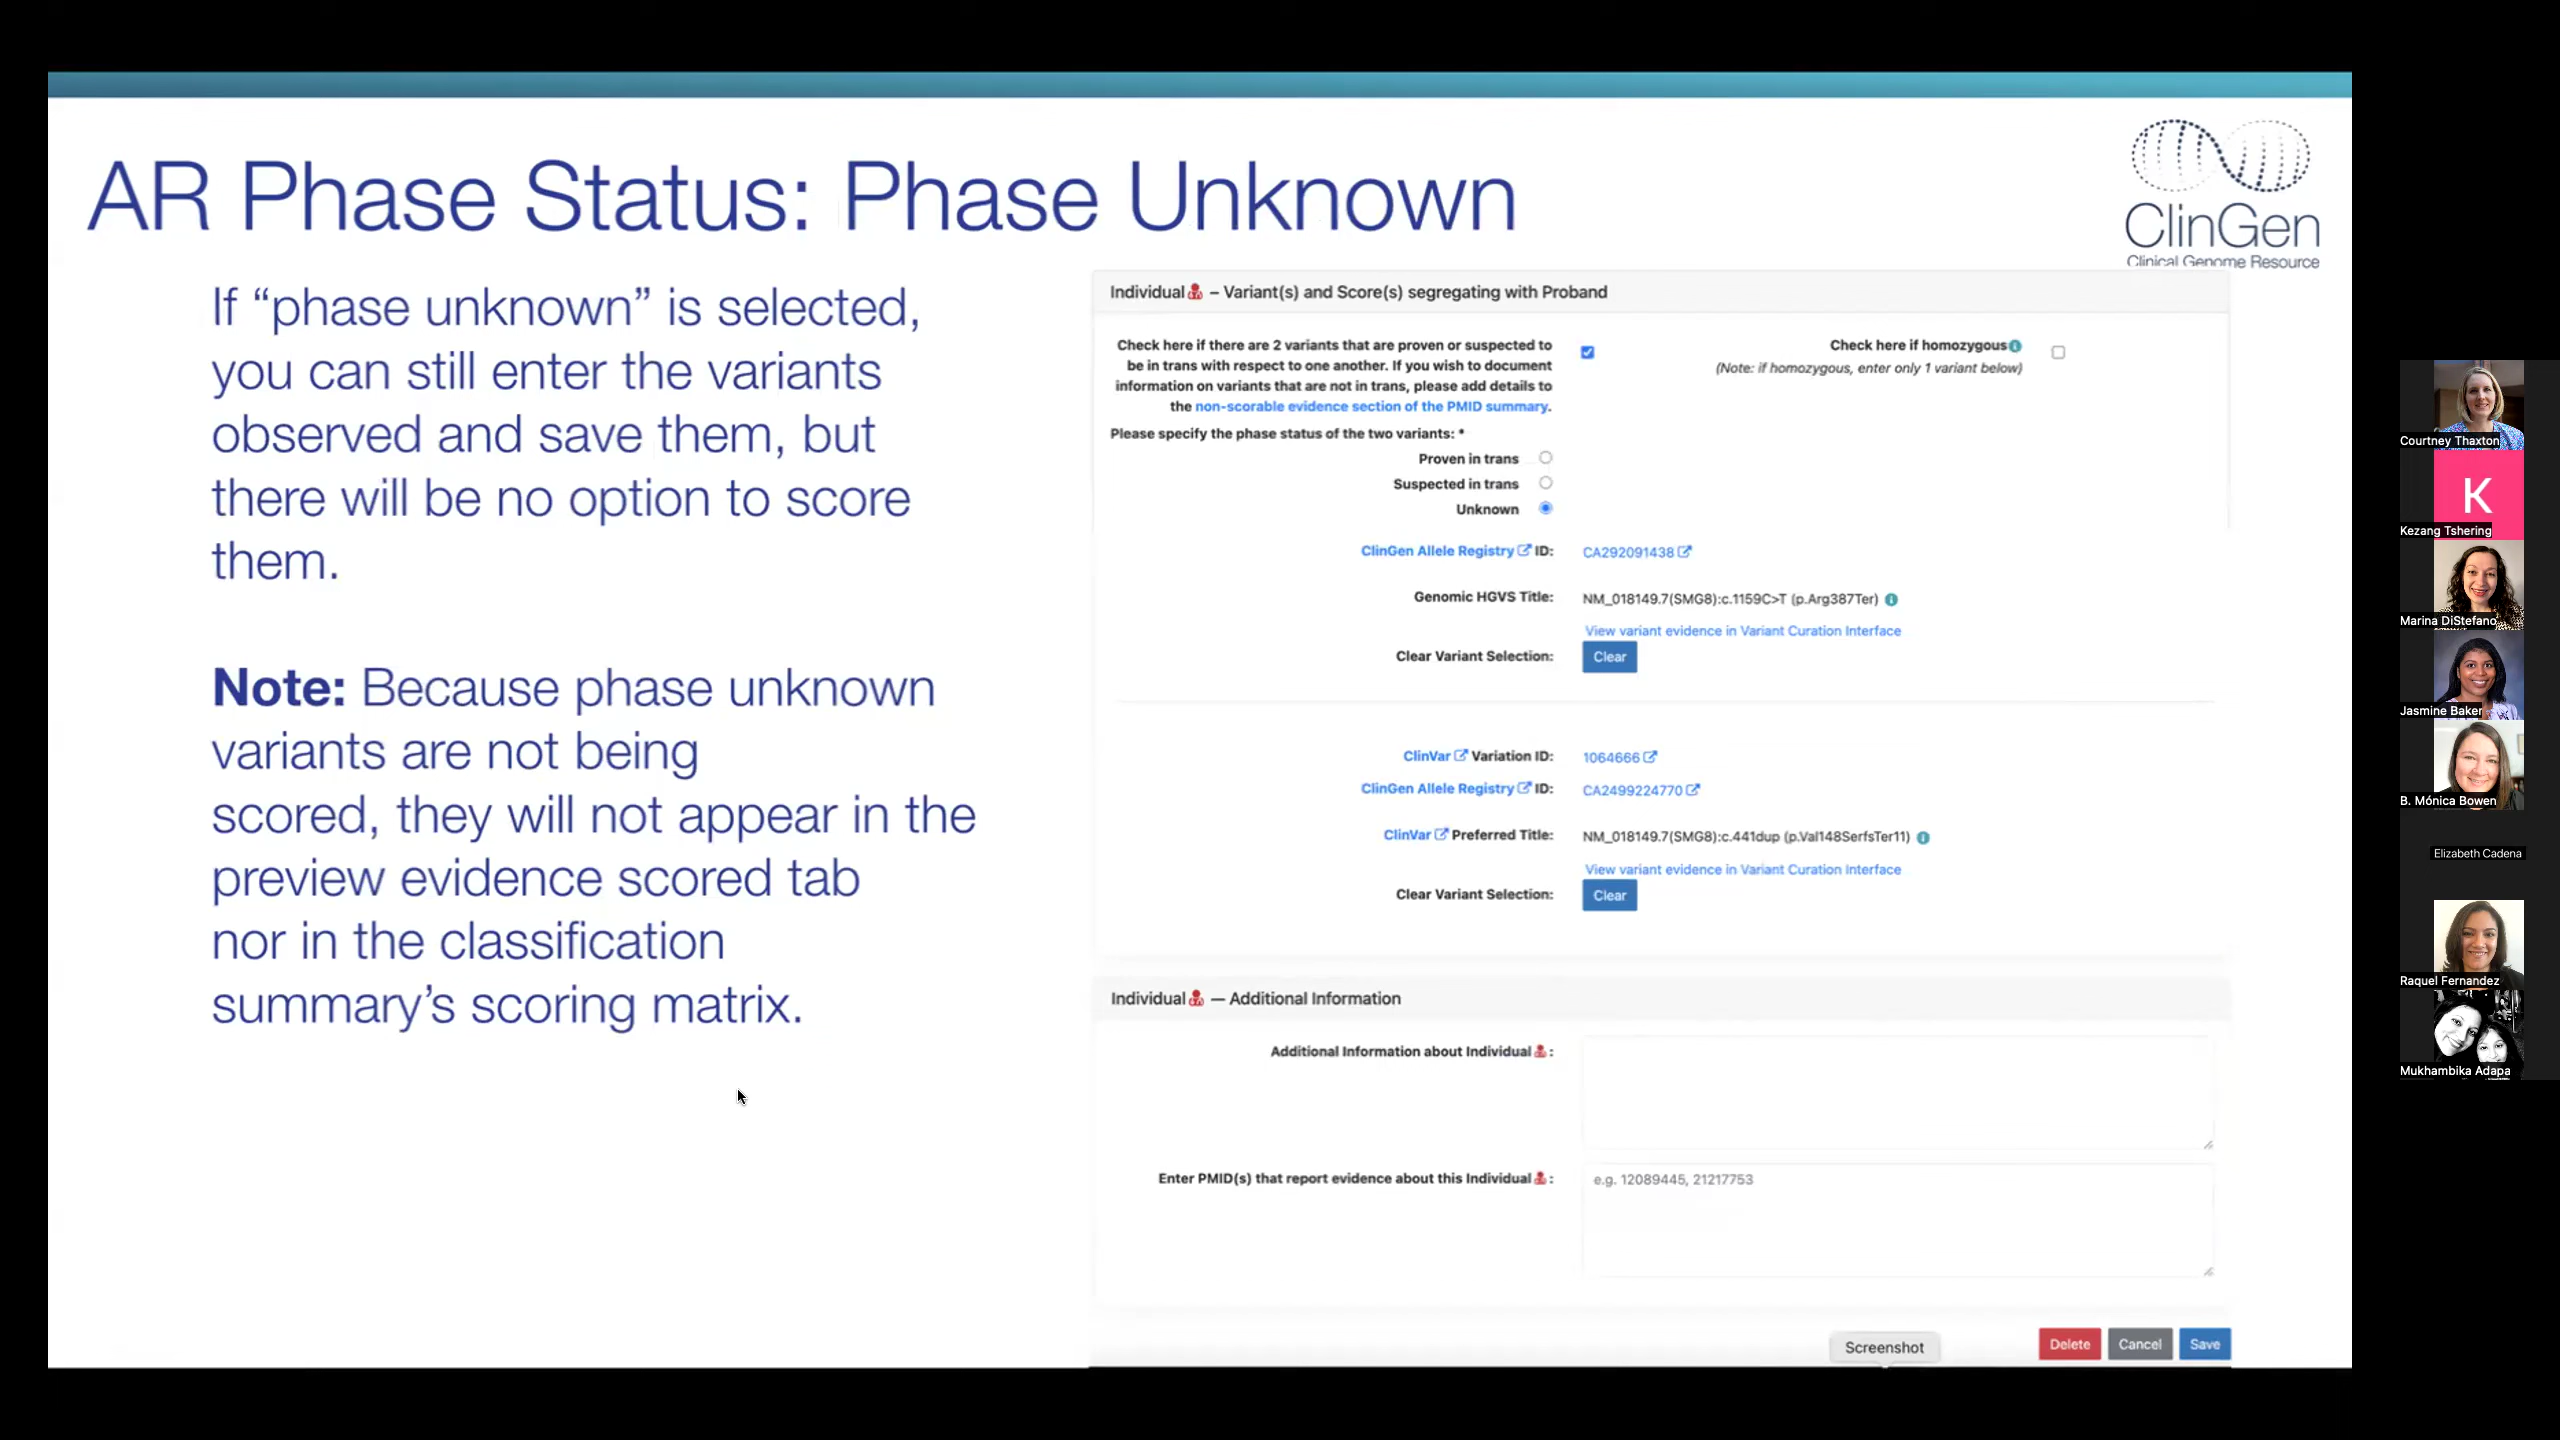 AR Phase Status: Phase Unknown
ClinGen
Clinical Genome Resource
If “phase unknown” is selected,
you can still enter the variants
observed and save them, but
there will be no option to score
them.
Note: Because phase unknown
variants are not being
scored, they will not appear in the
preview evidence scored tab
nor in the classification
summary’s scoring matrix.
Individual – Variant(s) and Score(s) segregating with Proband
Check here if there are 2 variants that are proven or suspected to
be in trans with respect to one another. If you wish to document
information on variants that are not in trans, please add details to
the non-scorable evidence section of the PMID summary.
Check here if homozygous
(Note: if homozygous, enter only 1 variant below)
Please specify the phase status of the two variants: *
Proven in trans
Suspected in trans
Unknown
ClinGen Allele Registry ID: CA292091438
Genomic HGVS Title: NM_018149.7(SMG8):c.1159C>T (p.Arg387Ter)
View variant evidence in Variant Curation Interface
Clear Variant Selection: Clear
ClinVar Variation ID: 1064666
ClinGen Allele Registry ID: CA2499224770
ClinVar Preferred Title: NM_018149.7(SMG8):c.441dup (p.Val148SerfsTer11)
View variant evidence in Variant Curation Interface
Clear Variant Selection: Clear
Individual — Additional Information
Additional Information about Individual :
Enter PMID(s) that report evidence about this Individual : e.g. 12089445, 21217753
Screenshot
Delete Cancel Save
Courtney Thaxton
K
Kezang Tshering
Marina DiStefano
Jasmine Baker
B. Mónica Bowen
Elizabeth Cadena
Raquel Fernandez
Mukhambika Adapa